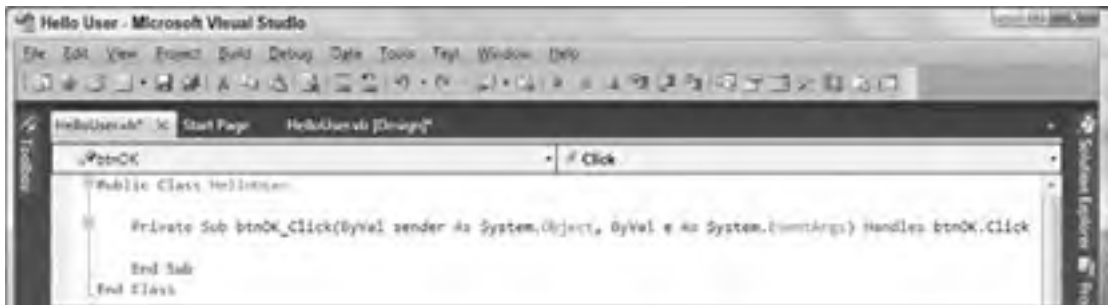 Hello User - Microsoft Visual Studio
File Edit View Project Build Debug Data Tools Test Window Help
HelloUser.vb* Start Page HelloUser.vb [Design]*
Toolbox
btnOK Click
Public Class HelloUser
Private Sub btnOK_Click(ByVal sender As System.Object, ByVal e As System.EventArgs) Handles btnOK.Click
End Sub
End Class
Solution Explorer